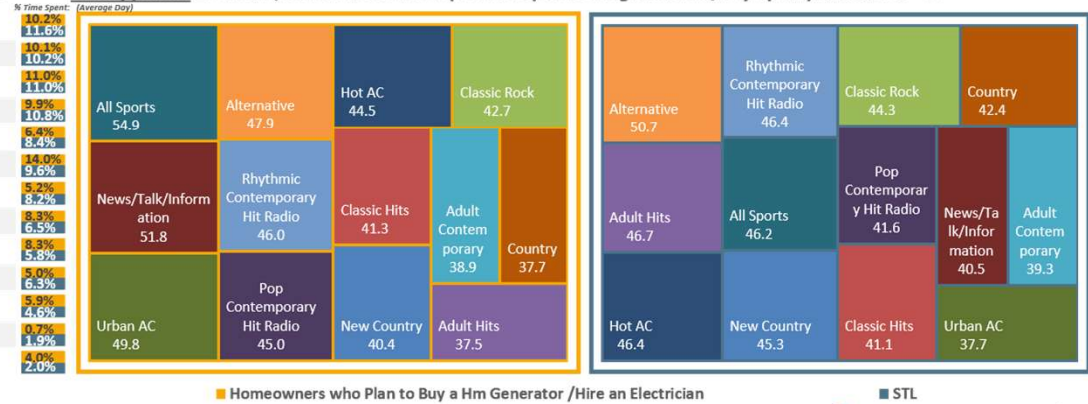 % Time Spent: (Average Day)
10.2%
11.6%
10.1%
10.2%
11.0%
11.0%
9.9%
10.8%
6.4%
8.4%
14.0%
9.6%
5.2%
8.2%
8.3%
6.5%
8.3%
5.8%
5.0%
6.3%
5.9%
4.6%
0.7%
1.9%
4.0%
2.0%
All Sports
54.9
Alternative
47.9
Hot AC
44.5
Classic Rock
42.7
News/Talk/Inform
ation
51.8
Rhythmic
Contemporary
Hit Radio
46.0
Classic Hits
41.3
Adult
Contem
porary
38.9
Country
37.7
Urban AC
49.8
Pop
Contemporary
Hit Radio
45.0
New Country
40.4
Adult Hits
37.5
Alternative
50.7
Rhythmic
Contemporary
Hit Radio
46.4
Classic Rock
44.3
Country
42.4
Adult Hits
46.7
All Sports
46.2
Pop
Contemporar
y Hit Radio
41.6
News/Ta
lk/Infor
mation
40.5
Adult
Contem
porary
39.3
Hot AC
46.4
New Country
45.3
Classic Hits
41.1
Urban AC
37.7
Homeowners who Plan to Buy a Hm Generator /Hire an Electrician
STL